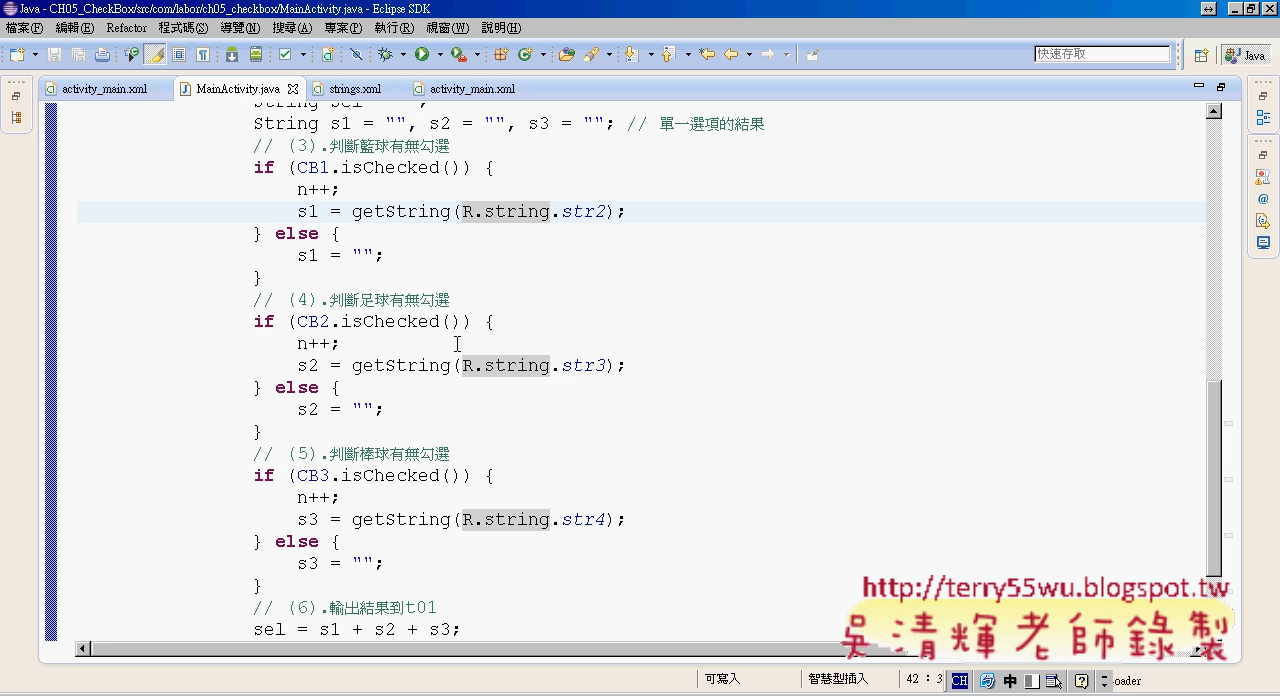 Java - CH05_CheckBox/src/com/labor/ch05_checkbox/MainActivity.java - Eclipse SDK
檔案(F) 編輯(E) Refactor 程式碼(S) 導覽(N) 搜尋(A) 專案(P) 執行(R) 視窗(W) 說明(H)
快速存取 Java
activity_main.xml MainActivity.java strings.xml activity_main.xml
String s1 = "", s2 = "", s3 = ""; // 單一選項的結果
// (3).判斷籃球有無勾選
if (CB1.isChecked()) {
n++;
s1 = getString(R.string.str2);
} else {
s1 = "";
}
// (4).判斷足球有無勾選
if (CB2.isChecked()) {
n++;
s2 = getString(R.string.str3);
} else {
s2 = "";
}
// (5).判斷棒球有無勾選
if (CB3.isChecked()) {
n++;
s3 = getString(R.string.str4);
} else {
s3 = "";
}
// (6).輸出結果到t01
sel = s1 + s2 + s3;
http://terry55wu.blogspot.tw
吳清輝老師錄製
可寫入 智慧型插入 42 : 3 CH 中 oader